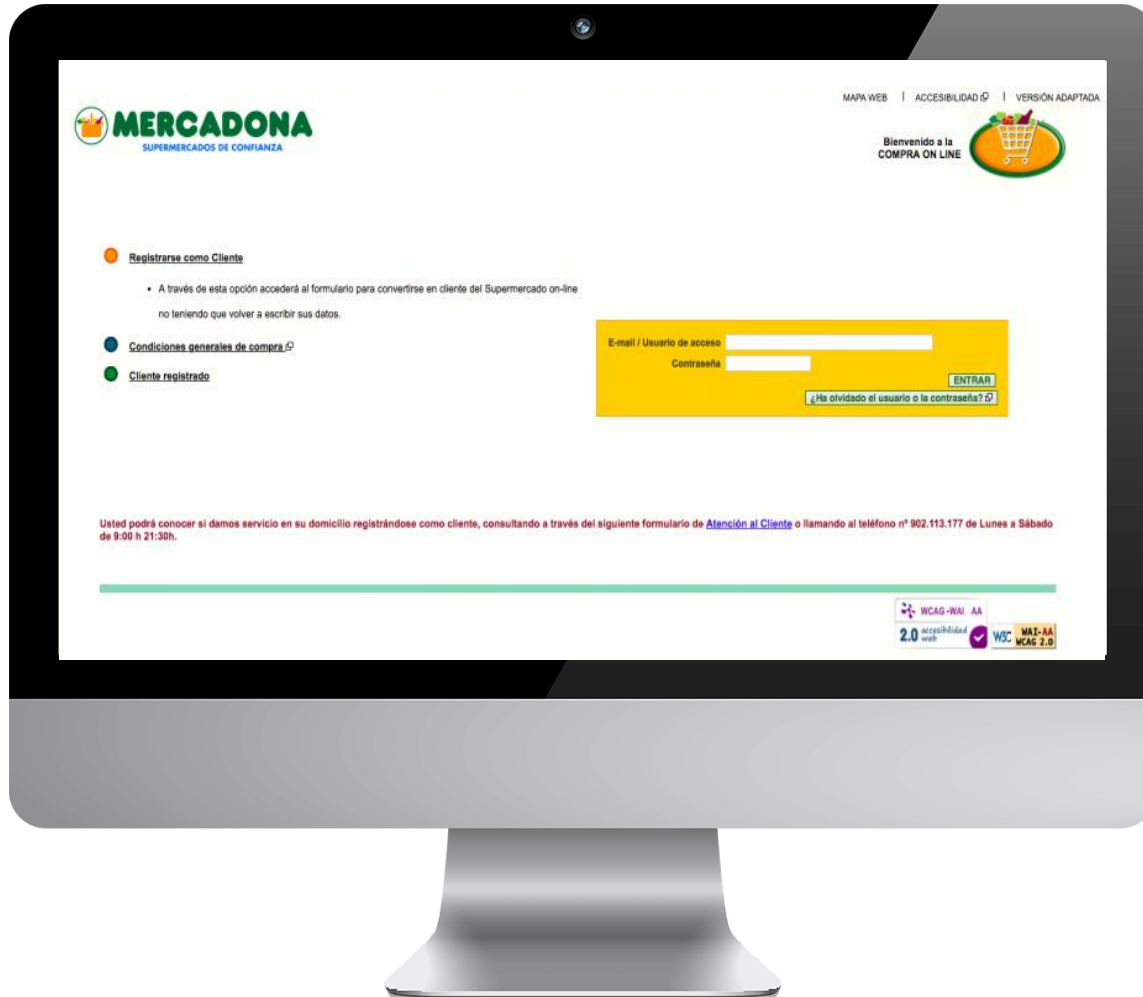 MAPA WEB | ACCESIBILIDAD | VERSIÓN ADAPTADA
MERCADONA
SUPERMERCADOS DE CONFIANZA
Bienvenido a la
COMPRA ON LINE
Registrarse como Cliente
• A través de esta opción accederá al formulario para convertirse en cliente del Supermercado on-line
no teniendo que volver a escribir sus datos.
Condiciones generales de compra
Cliente registrado
E-mail / Usuario de acceso
Contraseña
ENTRAR
¿Ha olvidado el usuario o la contraseña?
Usted podrá conocer si damos servicio en su domicilio registrándose como cliente, consultando a través del siguiente formulario de Atención al Cliente o llamando al teléfono nº 902.113.177 de Lunes a Sábado
de 9:00 h 21:30h.
WCAG-WAI AA
2.0 accesibilidad web
W3C WAI-AA
WCAG 2.0